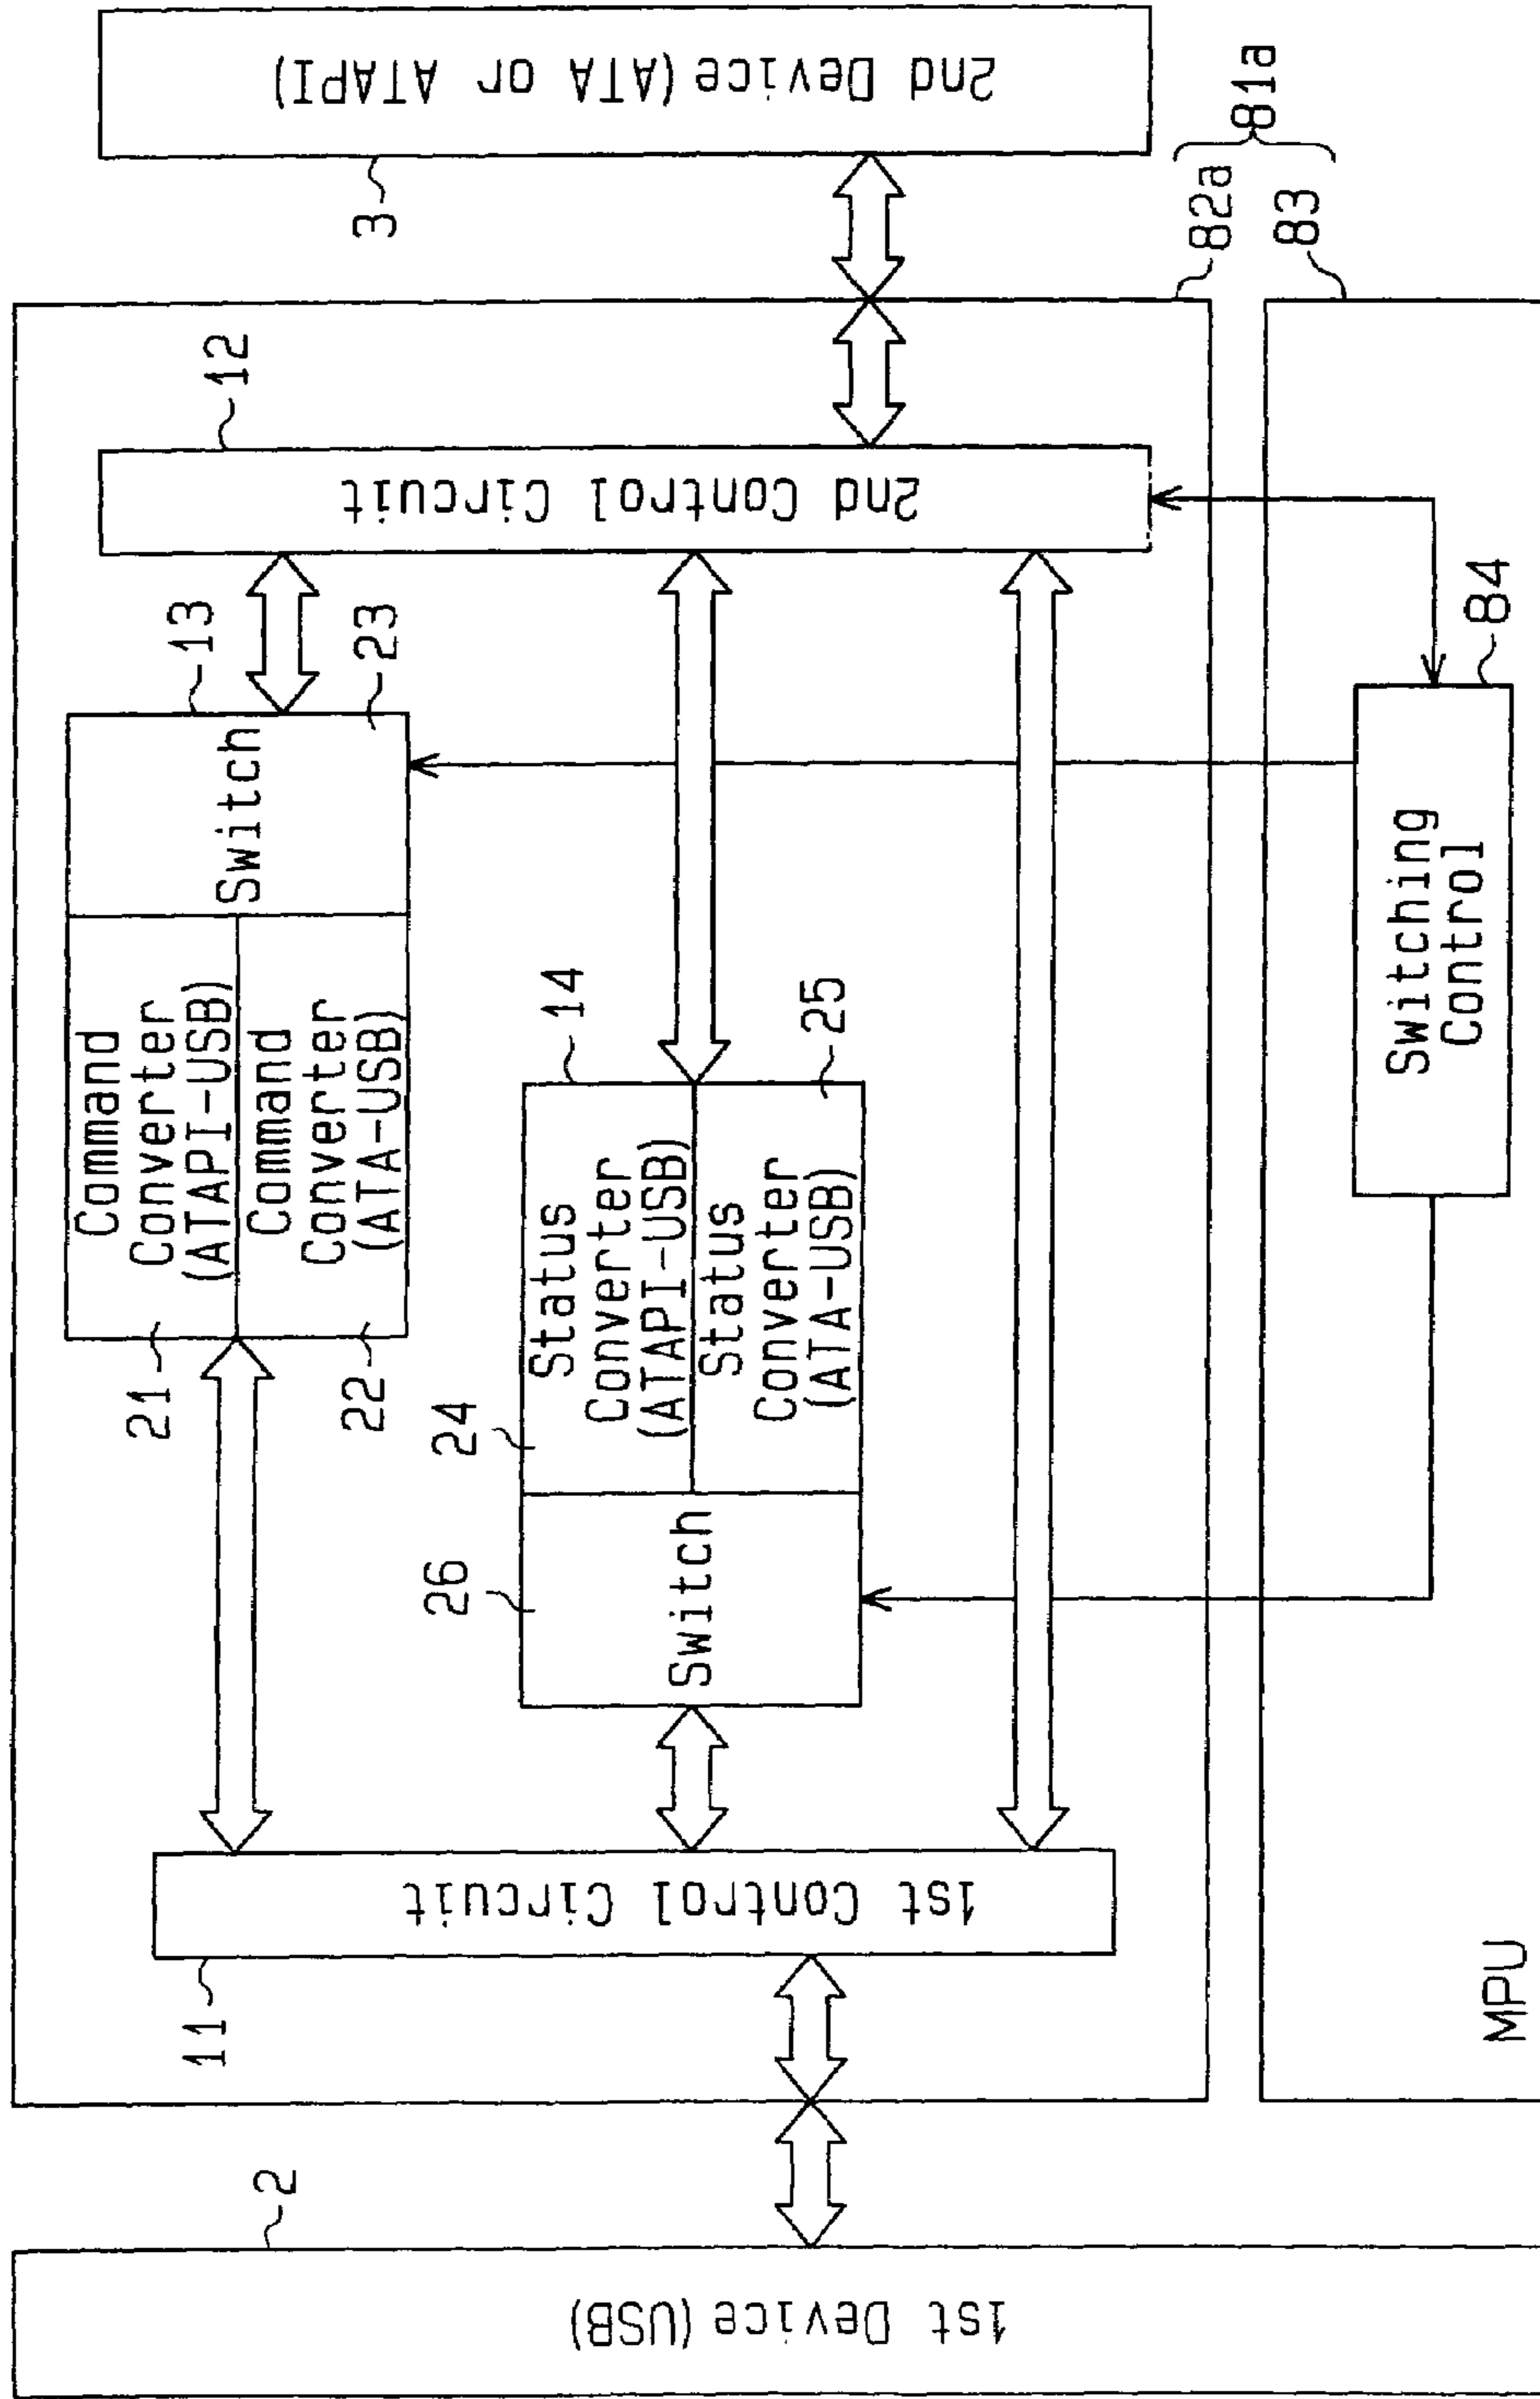 2
1st Device (USB)
11
1st Control Circuit
21
22
Command
Converter
(ATAPI-USB)
Command
Converter
(ATA-USB)
Switch
13
23
26
24
Switch
Status
Converter
(ATAPI-USB)
Status
Converter
(ATA-USB)
14
25
12
2nd Control Circuit
3
2nd Device (ATA or ATAPI)
82a
81a
83
MPU
Switching
Control
84